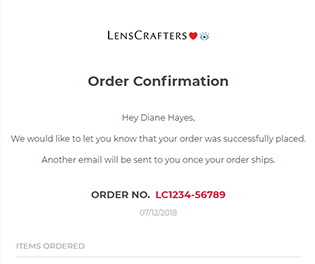 LENSCRAFTERS
Order Confirmation
Hey Diane Hayes,
We would like to let you know that your order was successfully placed.
Another email will be sent to you once your order ships.
ORDER NO. LC1234-56789
07/12/2018
ITEMS ORDERED